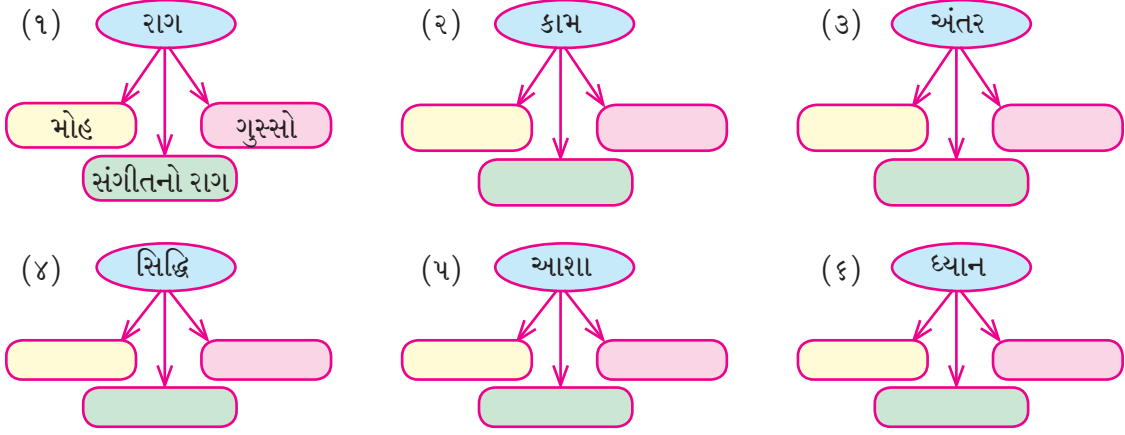 (૧) રાગ (૨) કામ (૩) અંતર
મોહ ગુસ્સો
સંગીતનો રાગ
(૪) સિદ્ધિ (૫) આશા (૬) ધ્યાન